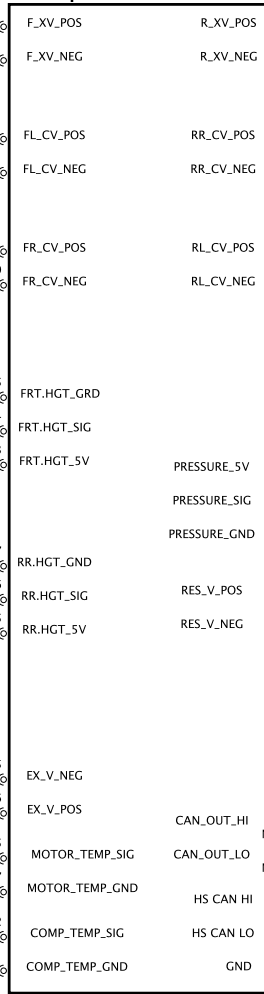 F_XV_POS R_XV_POS
F_XV_NEG R_XV_NEG
FL_CV_POS RR_CV_POS
FL_CV_NEG RR_CV_NEG
FR_CV_POS RL_CV_POS
FR_CV_NEG RL_CV_NEG
FRT.HGT_GRD
FRT.HGT_SIG
FRT.HGT_5V PRESSURE_5V
PRESSURE_SIG
PRESSURE_GND
RR.HGT_GND
RR.HGT_SIG RES_V_POS
RR.HGT_5V RES_V_NEG
EX_V_NEG
EX_V_POS CAN_OUT_HI
MOTOR_TEMP_SIG CAN_OUT_LO
MOTOR_TEMP_GND HS CAN HI
COMP_TEMP_SIG HS CAN LO
COMP_TEMP_GND GND